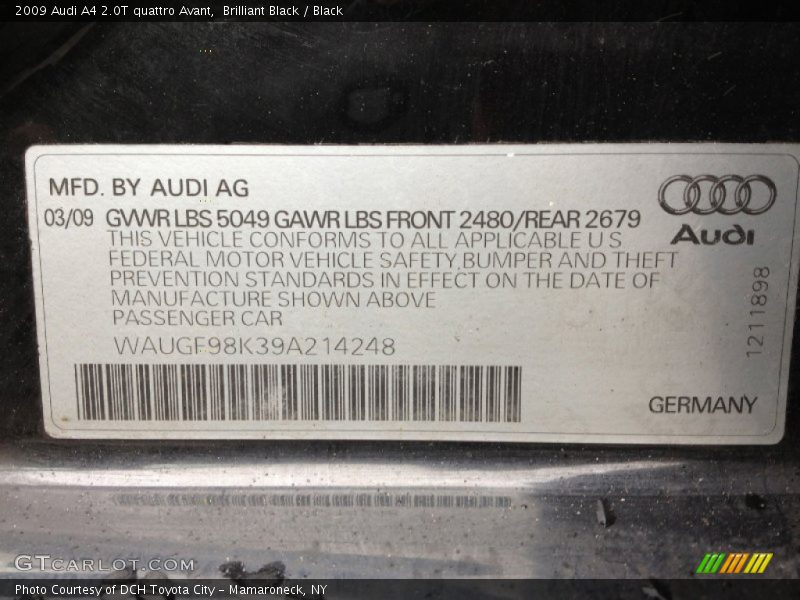 2009 Audi A4 2.0T quattro Avant,  Brilliant Black / Black
MFD. BY AUDI AG
03/09 GVWR LBS 5049 GAWR LBS FRONT 2480/REAR 2679
THIS VEHICLE CONFORMS TO ALL APPLICABLE U S
FEDERAL MOTOR VEHICLE SAFETY,BUMPER AND THEFT
PREVENTION STANDARDS IN EFFECT ON THE DATE OF
MANUFACTURE SHOWN ABOVE
PASSENGER CAR
WAUGF98K39A214248
Audi
1211898
GERMANY
GTCARLOT.COM
Photo Courtesy of DCH Toyota City - Mamaroneck, NY